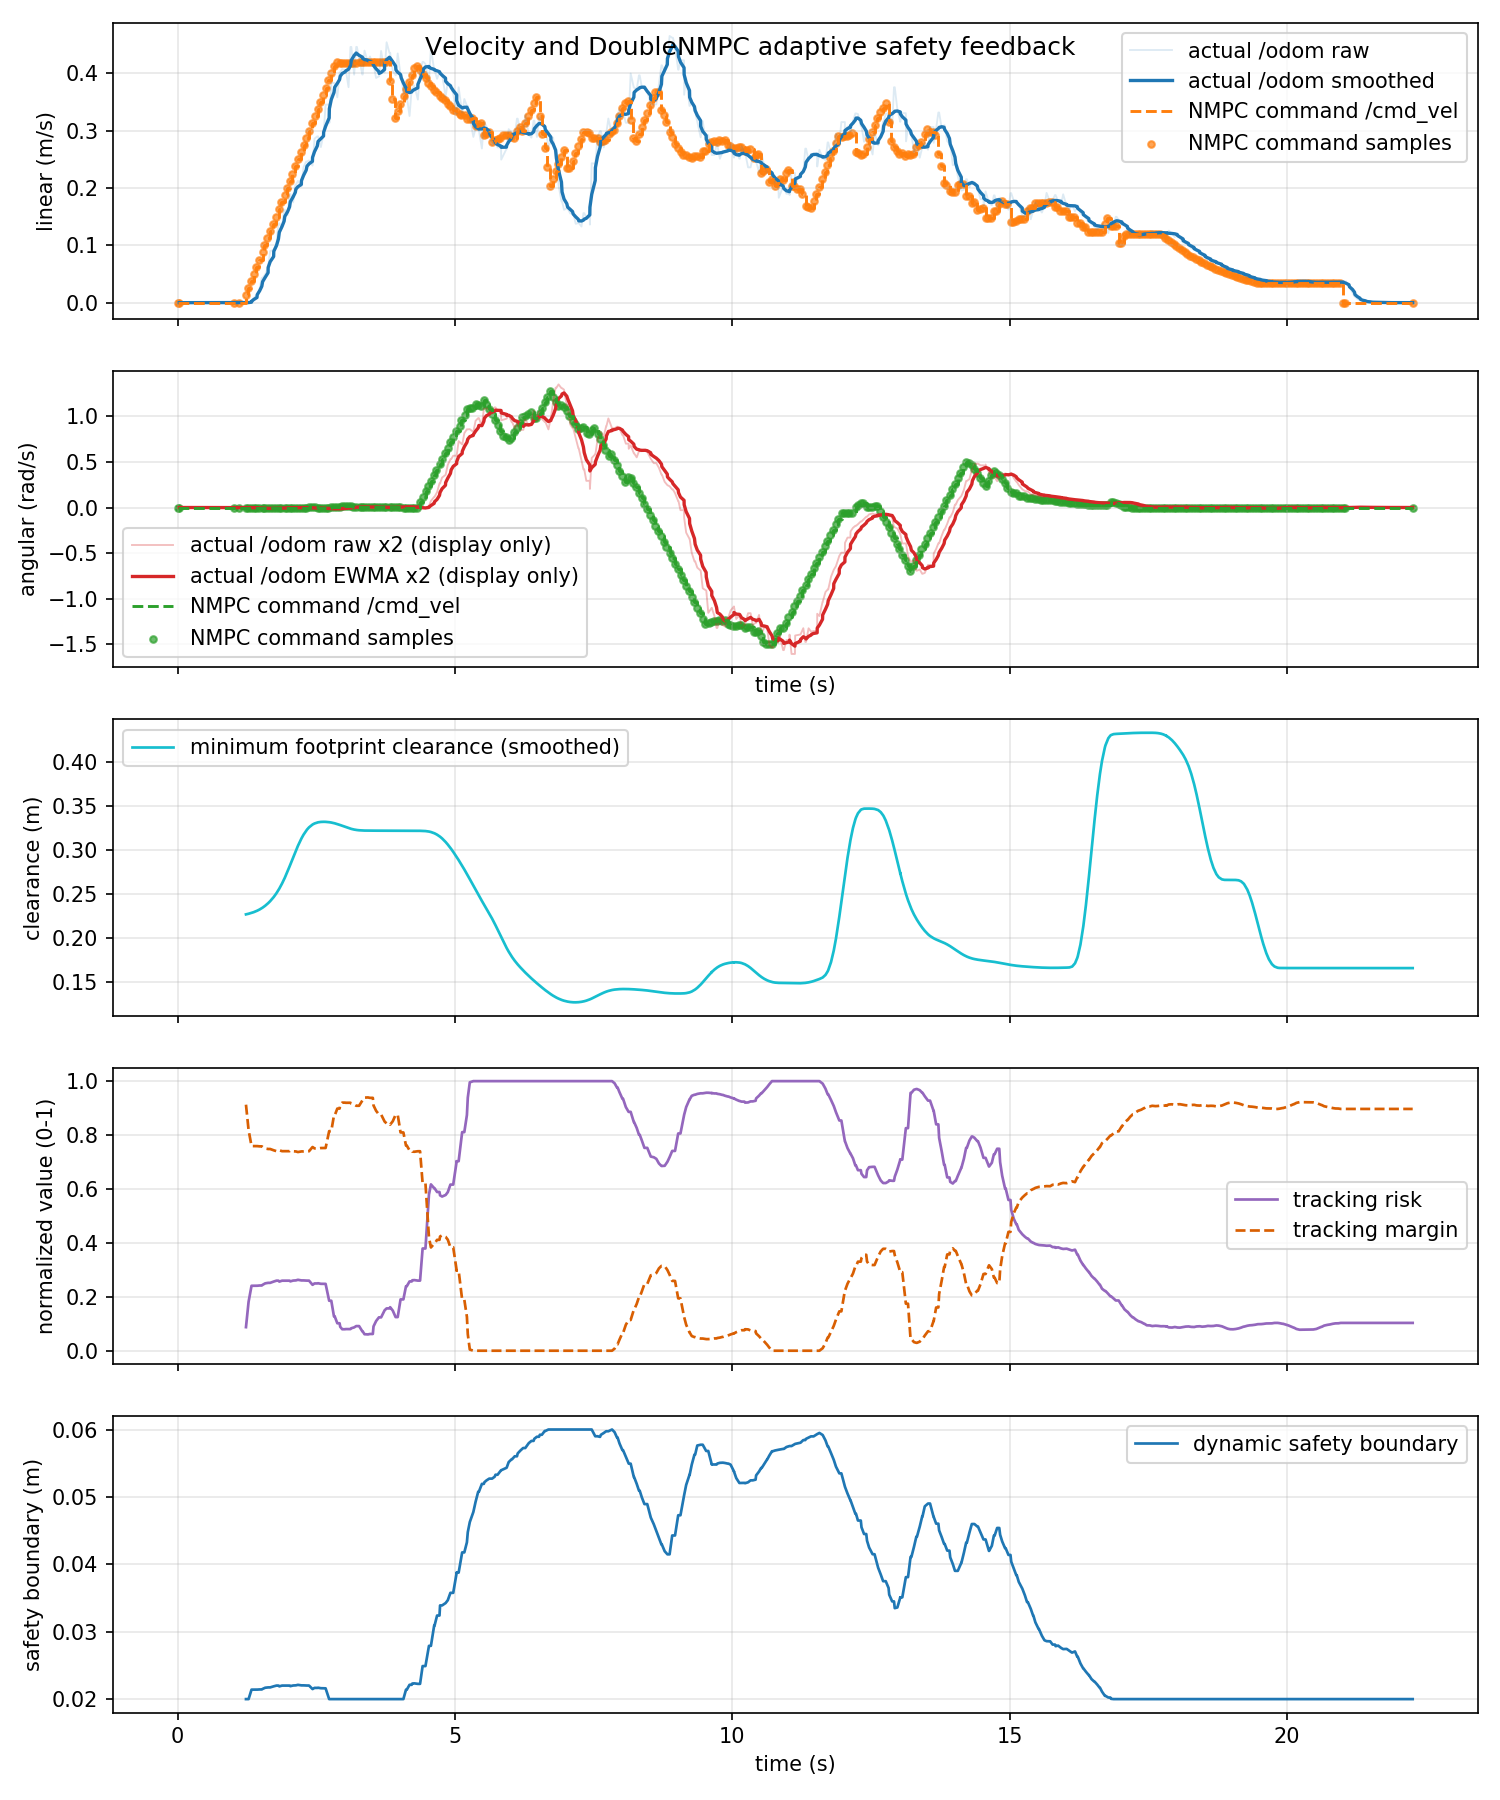 Velocity and DoubleNMPC adaptive safety feedback
linear (m/s)
0.4
0.3
0.2
0.1
0.0
actual /odom raw
actual /odom smoothed
NMPC command /cmd_vel
NMPC command samples
angular (rad/s)
1.0
0.5
0.0
−0.5
−1.0
−1.5
actual /odom raw x2 (display only)
actual /odom EWMA x2 (display only)
NMPC command /cmd_vel
NMPC command samples
time (s)
clearance (m)
0.40
0.35
0.30
0.25
0.20
0.15
minimum footprint clearance (smoothed)
normalized value (0-1)
1.0
0.8
0.6
0.4
0.2
0.0
tracking risk
tracking margin
safety boundary (m)
0.06
0.05
0.04
0.03
0.02
dynamic safety boundary
0 5 10 15 20
time (s)